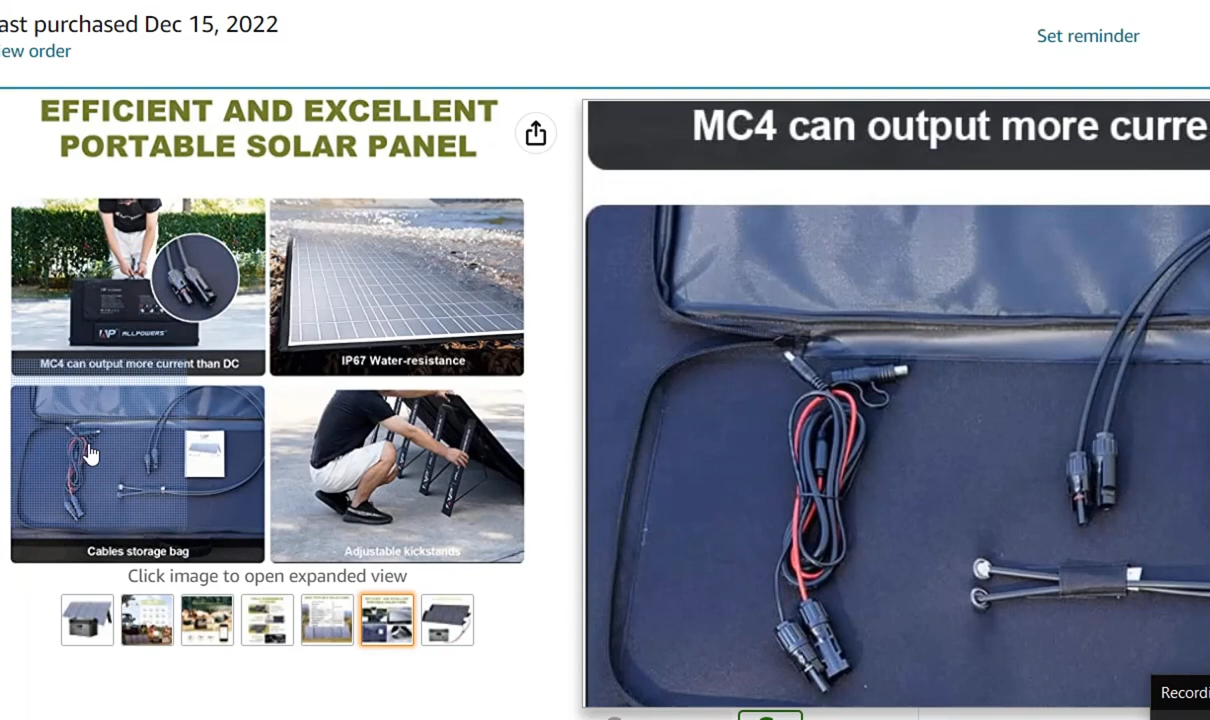 ast purchased Dec 15, 2022
iew order
Set reminder
EFFICIENT AND EXCELLENT
PORTABLE SOLAR PANEL
MC4 can output more curre
ALLPOWERS
MC4 can output more current than DC
IP67 Water-resistance
Cables storage bag
Adjustable kickstands
Click image to open expanded view
Recordi